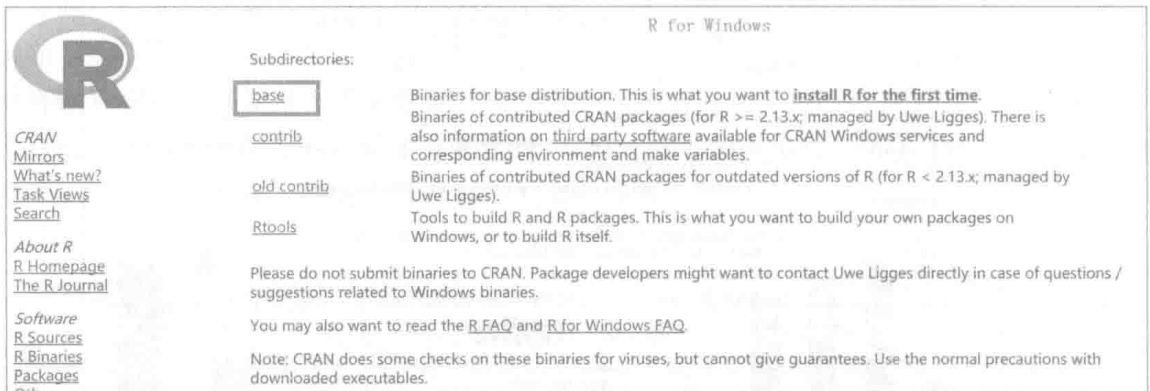 R
R for Windows
Subdirectories:
base Binaries for base distribution. This is what you want to install R for the first time.
contrib Binaries of contributed CRAN packages (for R >= 2.13.x; managed by Uwe Ligges). There is
also information on third party software available for CRAN Windows services and
corresponding environment and make variables.
old contrib Binaries of contributed CRAN packages for outdated versions of R (for R < 2.13.x; managed by
Uwe Ligges).
Rtools Tools to build R and R packages. This is what you want to build your own packages on
Windows, or to build R itself.
Please do not submit binaries to CRAN. Package developers might want to contact Uwe Ligges directly in case of questions /
suggestions related to Windows binaries.
You may also want to read the R FAQ and R for Windows FAQ.
Note: CRAN does some checks on these binaries for viruses, but cannot give guarantees. Use the normal precautions with
downloaded executables.
CRAN
Mirrors
What's new?
Task Views
Search
About R
R Homepage
The R Journal
Software
R Sources
R Binaries
Packages